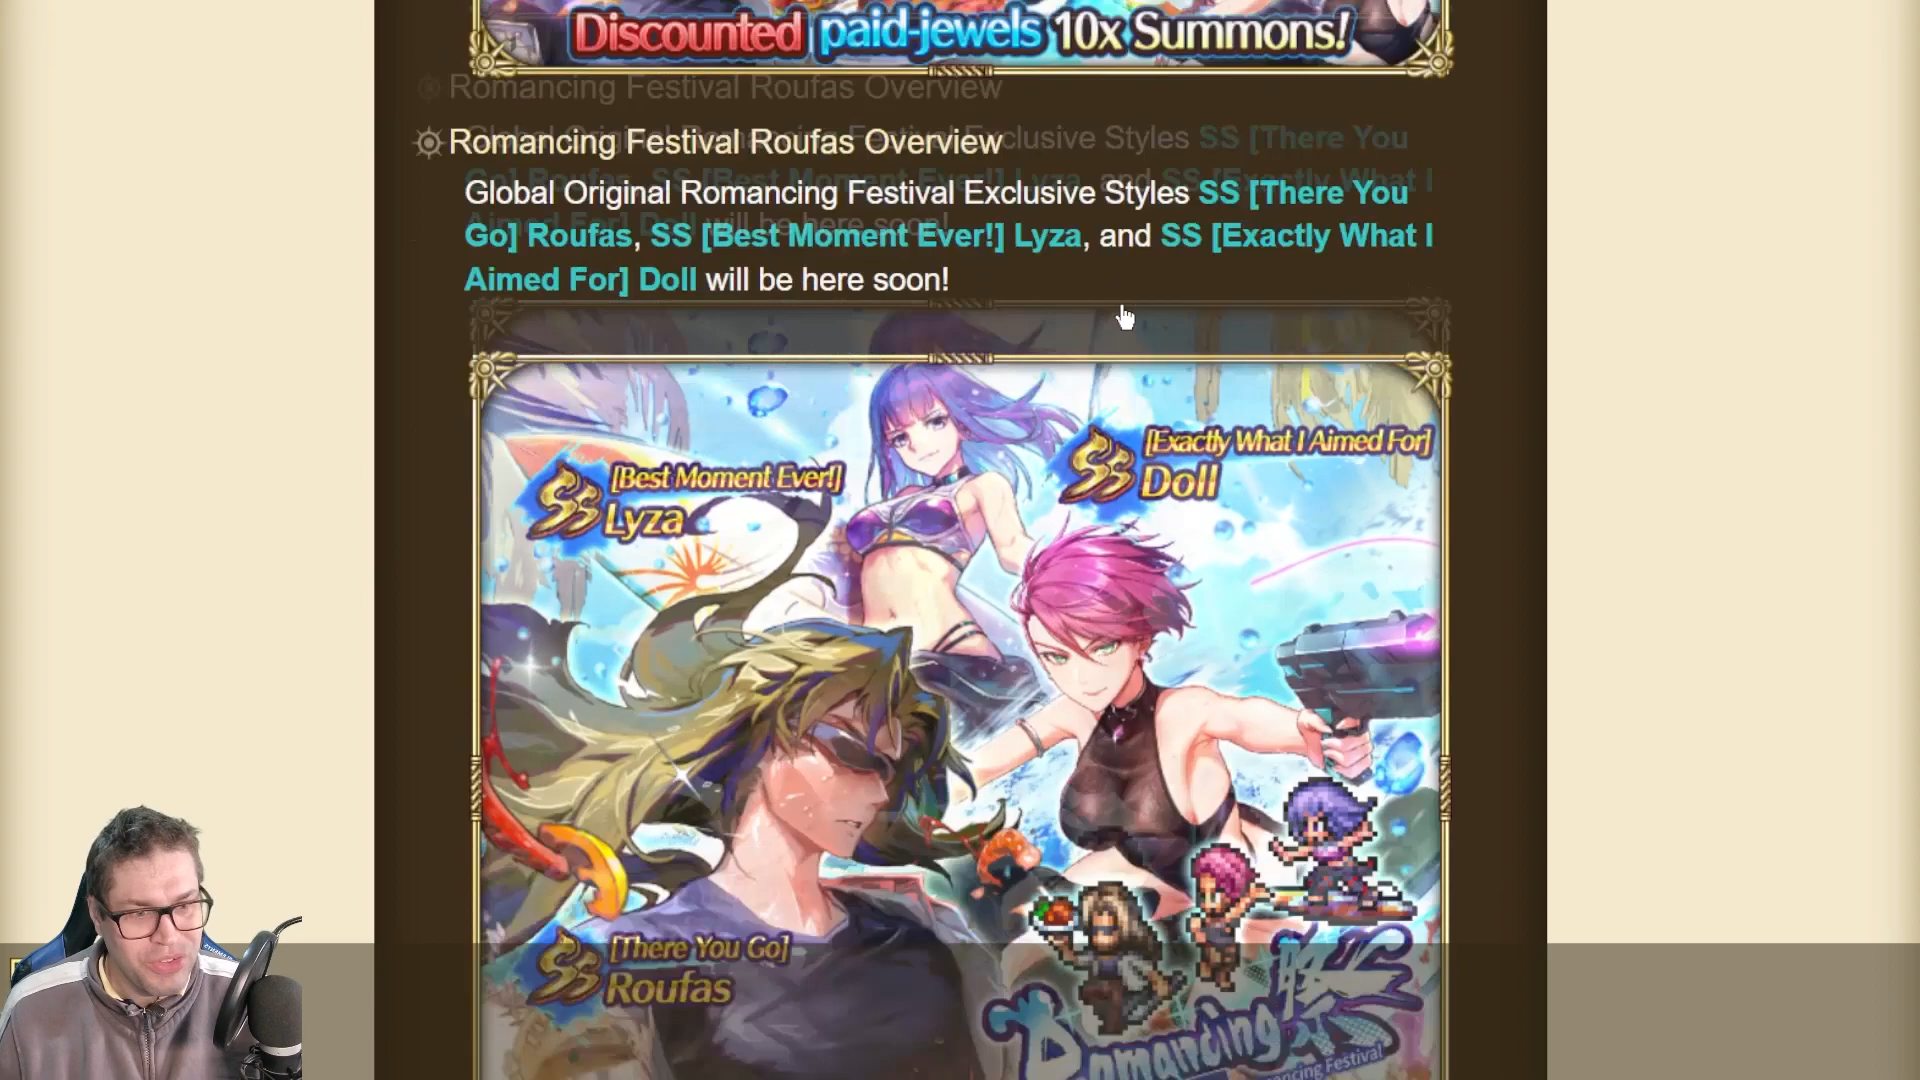 Discounted paid-jewels 10x Summons!
Romancing Festival Roufas Overview
Romancing Festival Roufas Overview
Global Original Romancing Festival Exclusive Styles SS [There You
Go] Roufas, SS [Best Moment Ever!] Lyza, and SS [Exactly What I
Aimed For] Doll will be here soon!
[Exactly What I Aimed For]
SS Doll
[Best Moment Ever!]
SS Lyza
[There You Go]
SS Roufas
Romancing